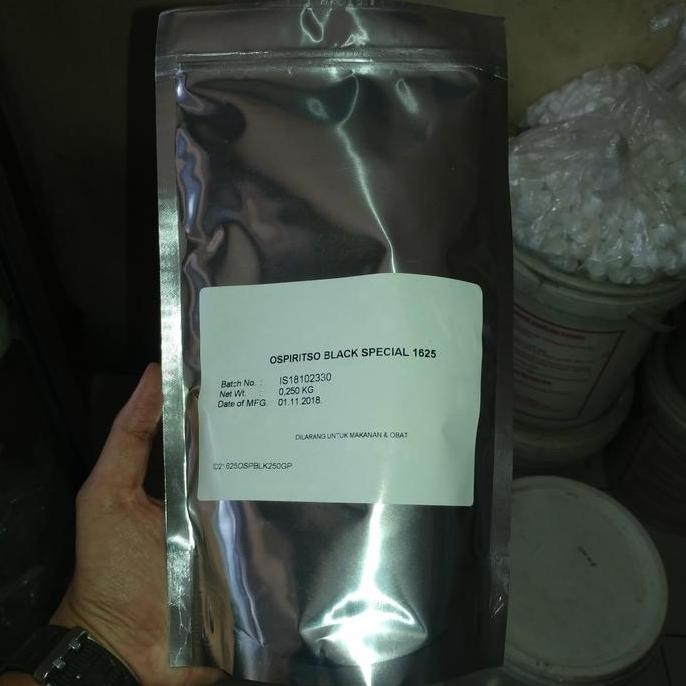 OSPIRITSO BLACK SPECIAL 1625
Batch No. : IS18102330
Net Wt. : 0,250 KG
Date of MFG. 01.11.2018.
DILARANG UNTUK MAKANAN & OBAT
ID21625OSPBLK250GP